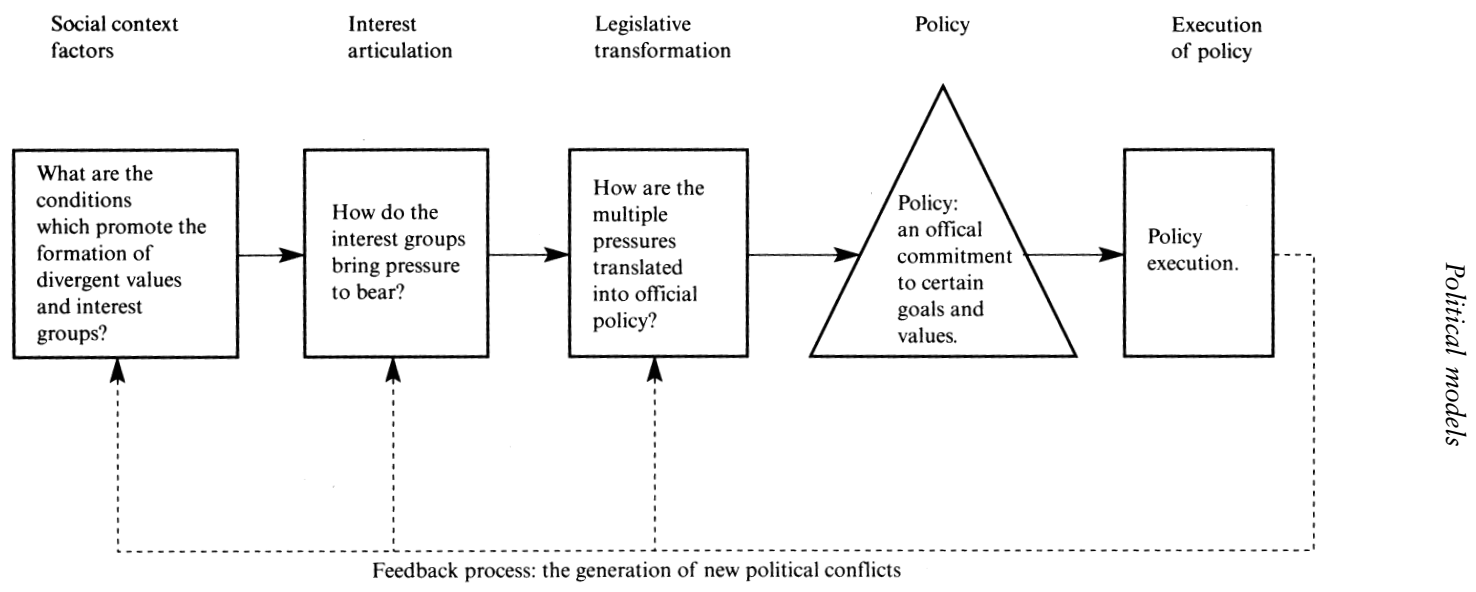 Social context
factors
Interest
articulation
Legislative
transformation
Policy
Execution
of policy
What are the
conditions
which promote the
formation of
divergent values
and interest
groups?
How do the
interest groups
bring pressure
to bear?
How are the
multiple
pressures
translated
into official
policy?
Policy:
an offical
commitment
to certain
goals and
values.
Policy
execution.
Feedback process: the generation of new political conflicts
Political models